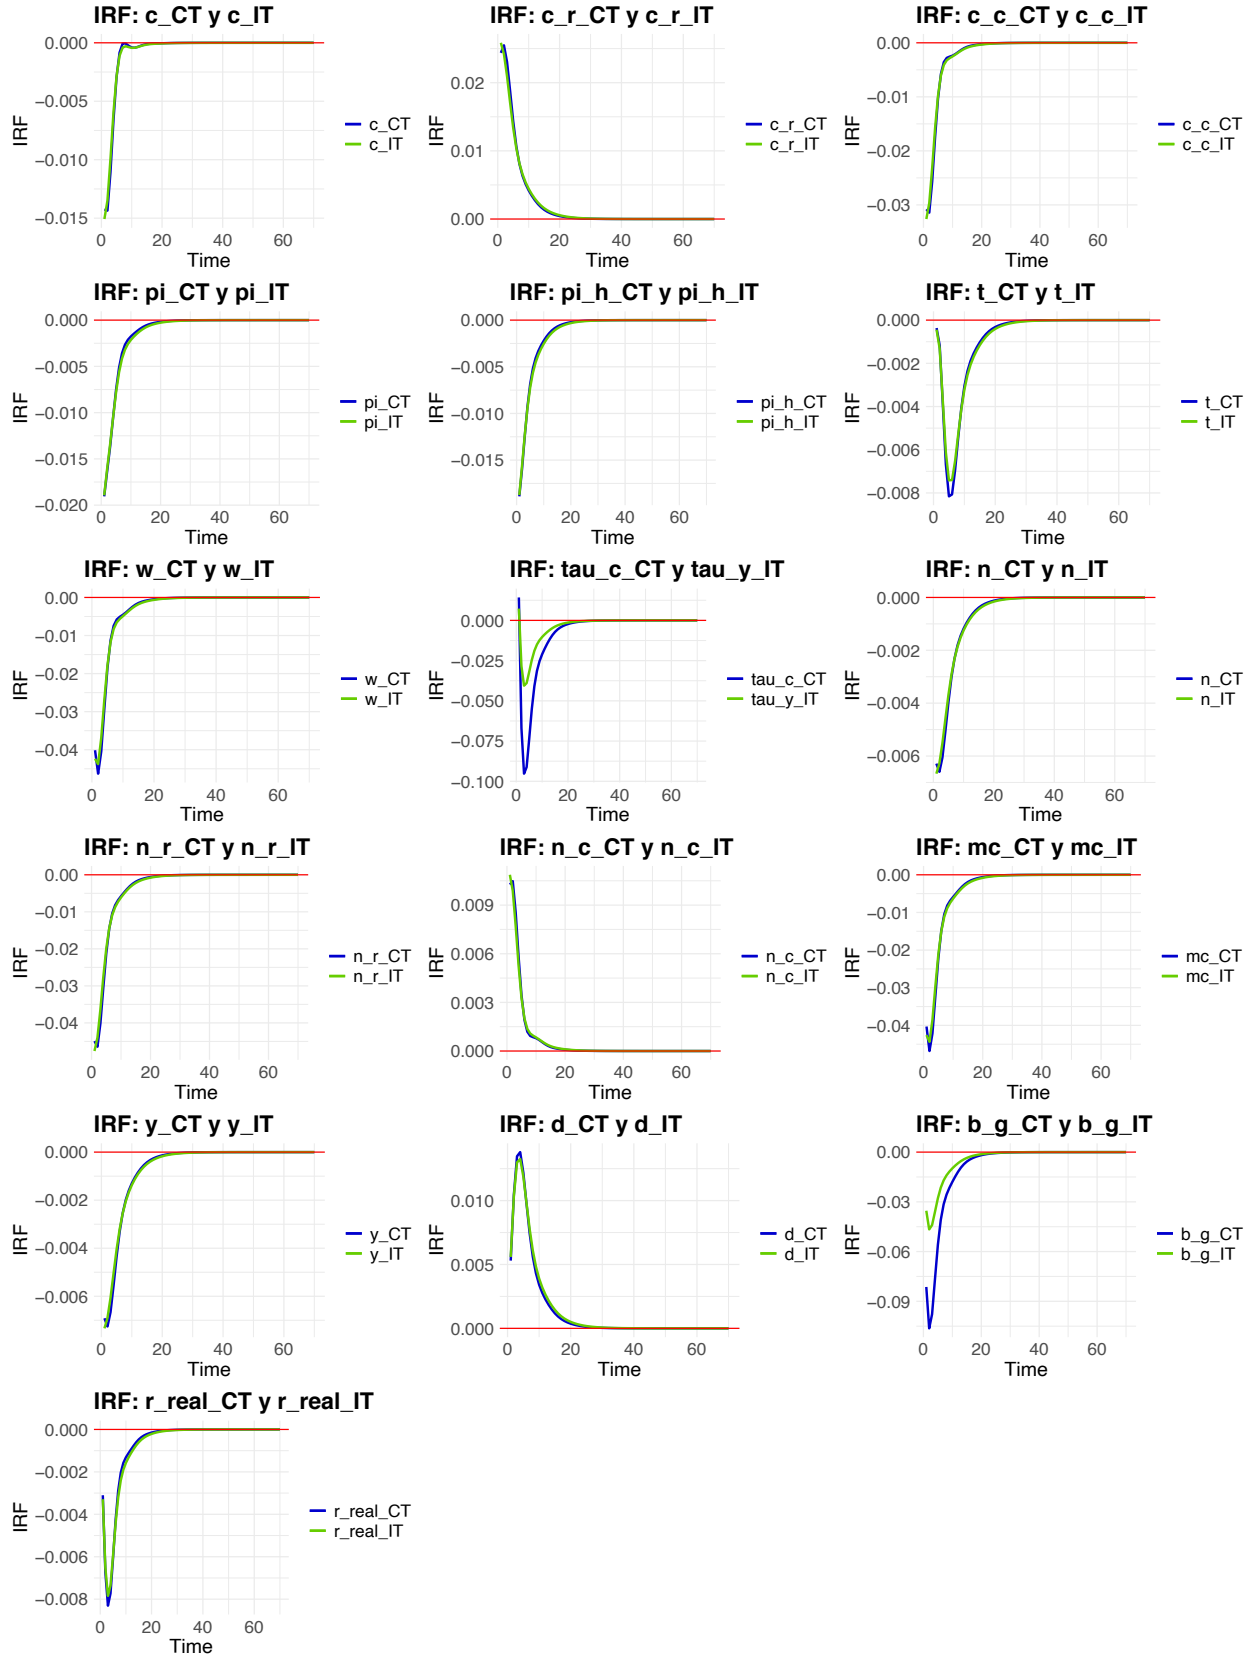 IRF: c_CT y c_IT
0.000
−0.005
−0.010
−0.015
IRF
0 20 40 60
Time
c_CT
c_IT
IRF: c_r_CT y c_r_IT
0.02
0.01
0.00
IRF
0 20 40 60
Time
c_r_CT
c_r_IT
IRF: c_c_CT y c_c_IT
0.00
−0.01
−0.02
−0.03
IRF
0 20 40 60
Time
c_c_CT
c_c_IT
IRF: pi_CT y pi_IT
0.000
−0.005
−0.010
−0.015
−0.020
IRF
0 20 40 60
Time
pi_CT
pi_IT
IRF: pi_h_CT y pi_h_IT
0.000
−0.005
−0.010
−0.015
IRF
0 20 40 60
Time
pi_h_CT
pi_h_IT
IRF: t_CT y t_IT
0.000
−0.002
−0.004
−0.006
−0.008
IRF
0 20 40 60
Time
t_CT
t_IT
IRF: w_CT y w_IT
0.00
−0.01
−0.02
−0.03
−0.04
IRF
0 20 40 60
Time
w_CT
w_IT
IRF: tau_c_CT y tau_y_IT
0.000
−0.025
−0.050
−0.075
−0.100
IRF
0 20 40 60
Time
tau_c_CT
tau_y_IT
IRF: n_CT y n_IT
0.000
−0.002
−0.004
−0.006
IRF
0 20 40 60
Time
n_CT
n_IT
IRF: n_r_CT y n_r_IT
0.00
−0.01
−0.02
−0.03
−0.04
IRF
0 20 40 60
Time
n_r_CT
n_r_IT
IRF: n_c_CT y n_c_IT
0.009
0.006
0.003
0.000
IRF
0 20 40 60
Time
n_c_CT
n_c_IT
IRF: mc_CT y mc_IT
0.00
−0.01
−0.02
−0.03
−0.04
IRF
0 20 40 60
Time
mc_CT
mc_IT
IRF: y_CT y y_IT
0.000
−0.002
−0.004
−0.006
IRF
0 20 40 60
Time
y_CT
y_IT
IRF: d_CT y d_IT
0.010
0.005
0.000
IRF
0 20 40 60
Time
d_CT
d_IT
IRF: b_g_CT y b_g_IT
0.00
−0.03
−0.06
−0.09
IRF
0 20 40 60
Time
b_g_CT
b_g_IT
IRF: r_real_CT y r_real_IT
0.000
−0.002
−0.004
−0.006
−0.008
IRF
0 20 40 60
Time
r_real_CT
r_real_IT